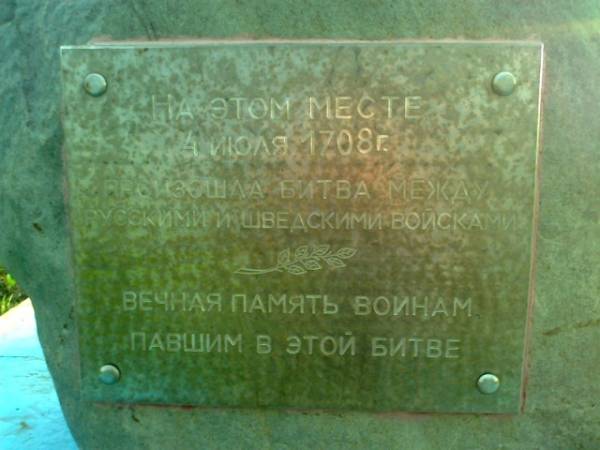 На этом месте
4 июля 1708г.
произошла битва между
русскими и шведскими войсками
Вечная память воинам
павшим в этой битве